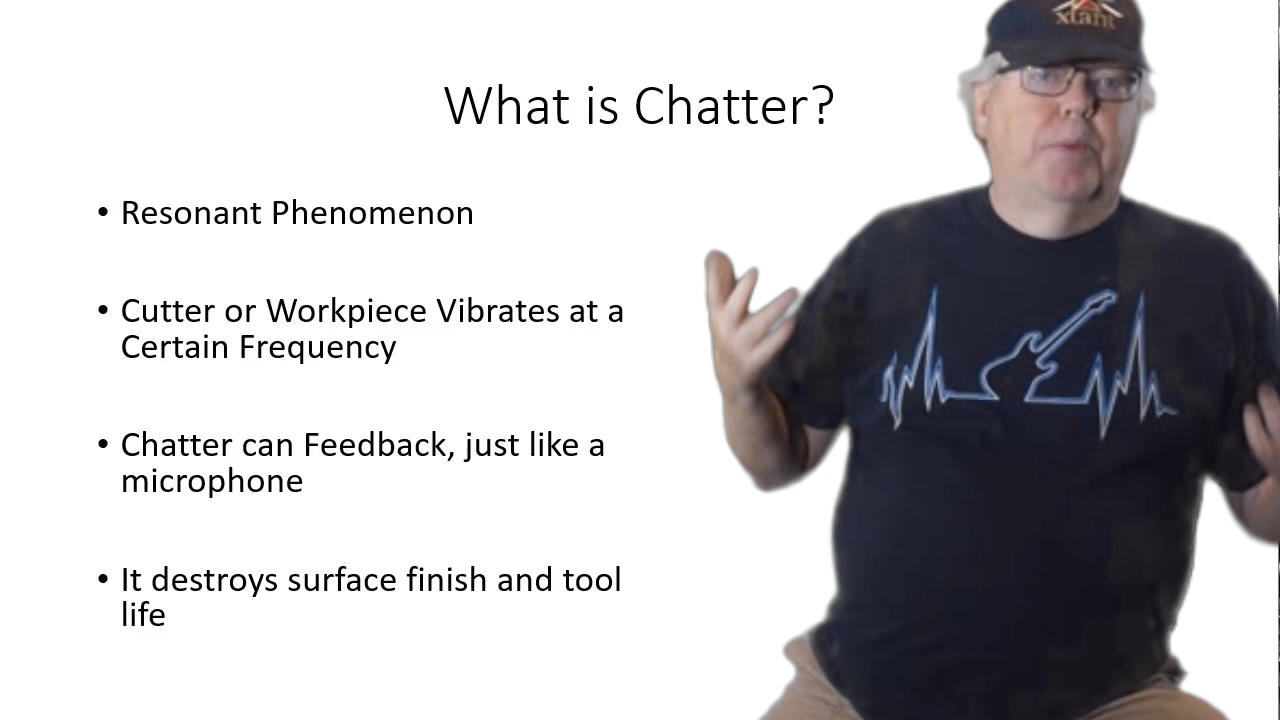 xtant
What is Chatter?
• Resonant Phenomenon
• Cutter or Workpiece Vibrates at a
Certain Frequency
• Chatter can Feedback, just like a
microphone
• It destroys surface finish and tool
life